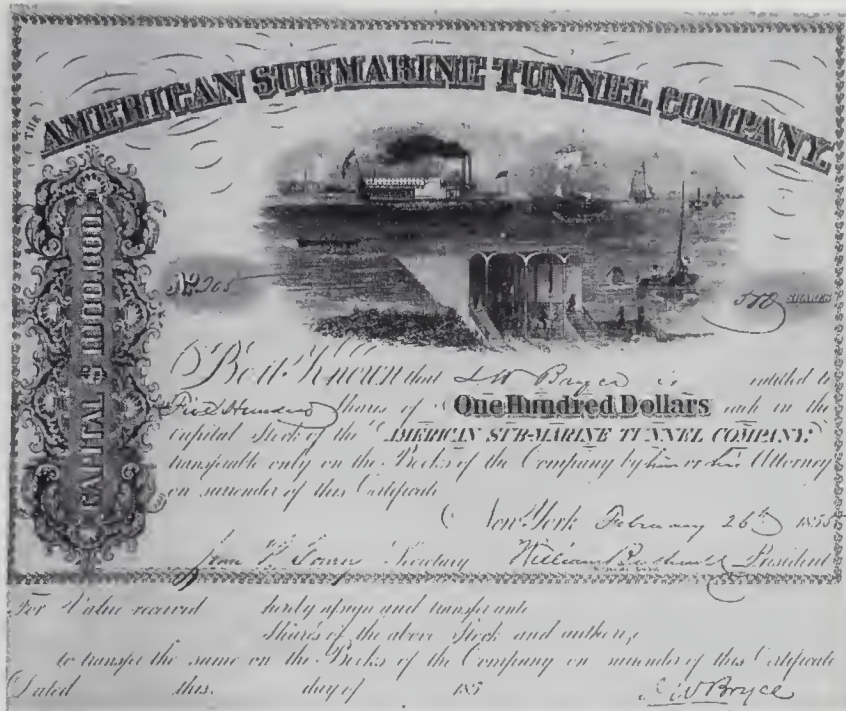 THE
AMERICAN SUBMARINE TUNNEL COMPANY.
CAPITAL $1,000,000.
No. 205
500 SHARES
Be it Known that J W Bryce is entitled to
Five Hundred Shares of One Hundred Dollars each in the
capital Stock of the "AMERICAN SUB-MARINE TUNNEL COMPANY."
transferable only on the Books of the Company by him or his Attorney
on surrender of this Certificate
New York February 26th 1855
Secretary William President
For Value received hereby assign and transfer unto
Shares of the above Stock and authorize
to transfer the same on the Books of the Company on surrender of this Certificate
Dated this. day of 185
J W Bryce